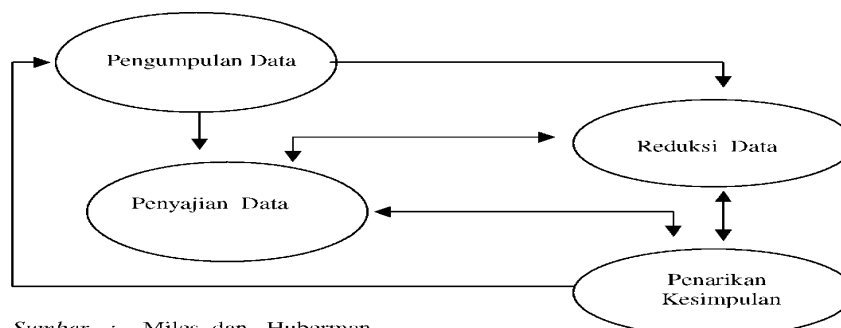 Pengumpulan Data
Reduksi Data
Penyajian Data
Penarikan
Kesimpulan
Sumber : Miles dan Huberman